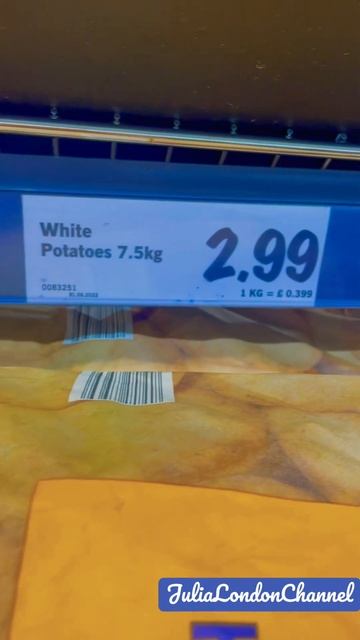 White
Potatoes 7.5kg
2.99
0083251
1 KG = £ 0.399
JuliaLondonChannel